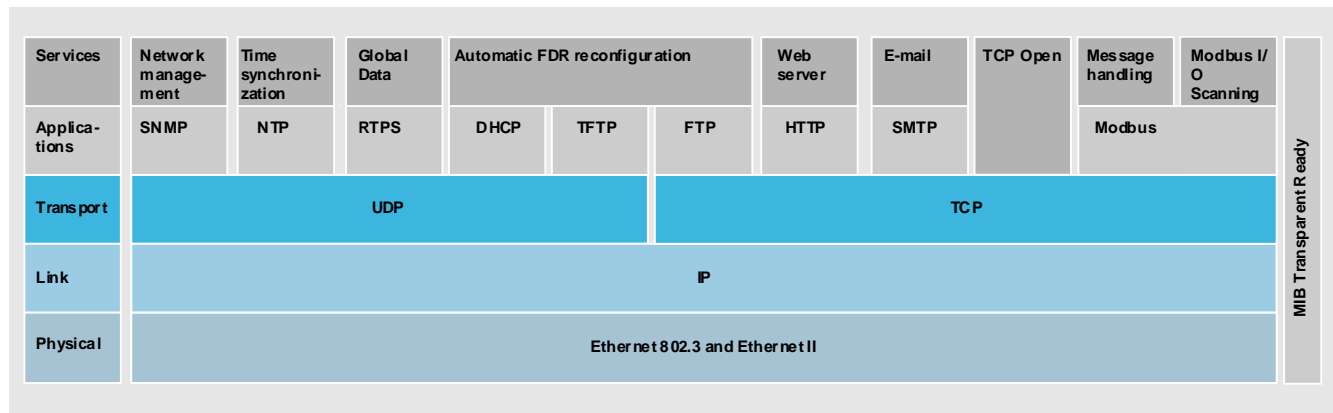 Services
Network
manage-
ment
Time
synchroni-
zation
Global
Data
Automatic FDR reconfiguration
Web
server
E-mail
TCP Open
Message
handling
Modbus I/
O
Scanning
Applica-
tions
SNMP
NTP
RTPS
DHCP
TFTP
FTP
HTTP
SMTP
Modbus
Transport
UDP
TCP
Link
IP
Physical
Ethernet 802.3 and Ethernet II
MIB Transparent Ready